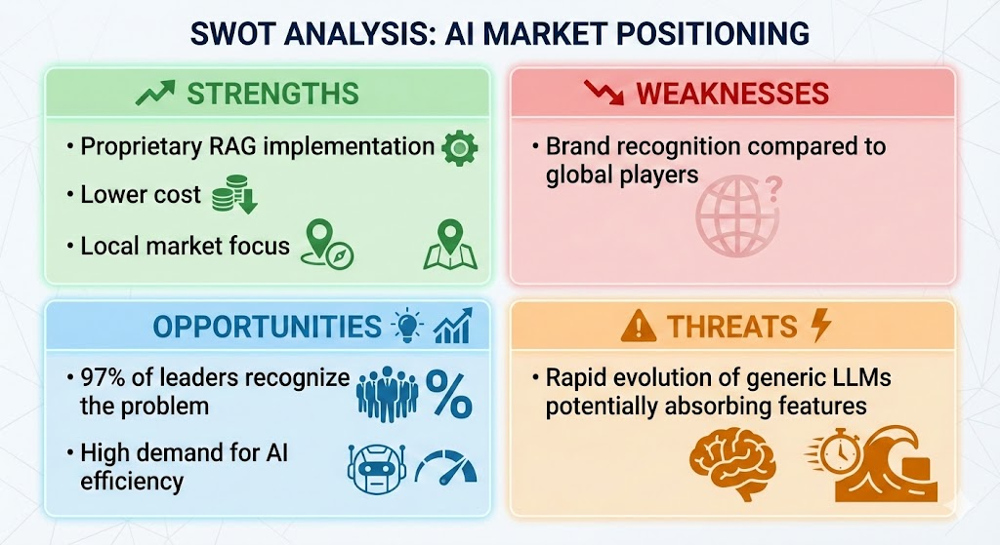 SWOT ANALYSIS: AI MARKET POSITIONING
STRENGTHS
• Proprietary RAG implementation
• Lower cost
• Local market focus
WEAKNESSES
• Brand recognition compared to
global players
?
OPPORTUNITIES
• 97% of leaders recognize
the problem
%
• High demand for AI
efficiency
THREATS
• Rapid evolution of generic LLMs
potentially absorbing features